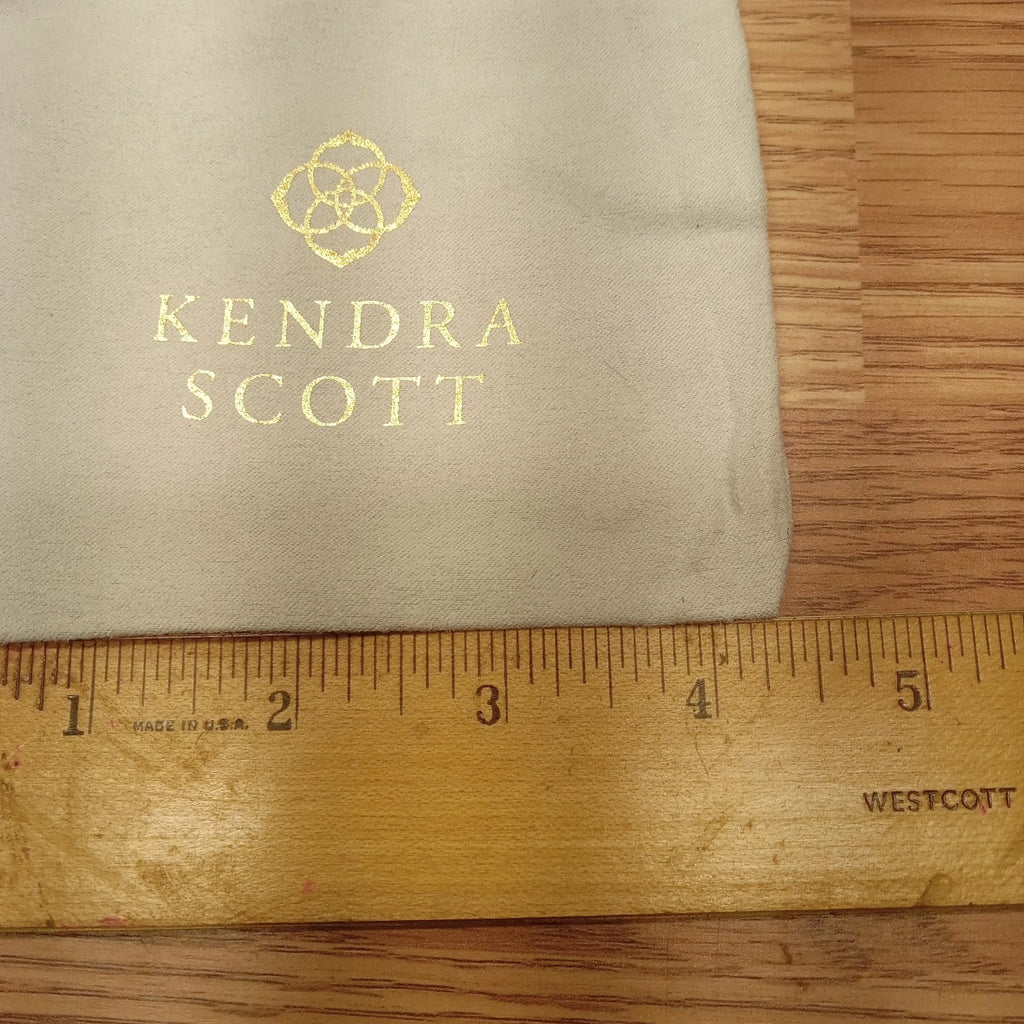 KENDRA
SCOTT
1 2 3 4 5
MADE IN U.S.A.
WESTCOTT